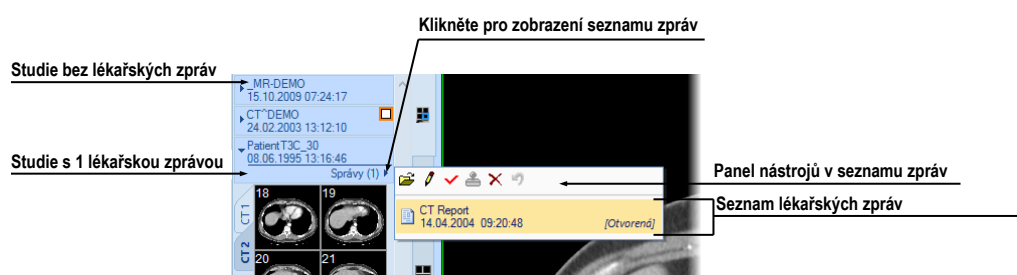 Klikněte pro zobrazení seznamu zpráv
Studie bez lékařských zpráv
_MR-DEMO
15.10.2009 07:24:17
CT^DEMO
24.02.2003 13:12:10
PatientT3C_30
08.06.1995 13:16:46
Studie s 1 lékařskou zprávou
Správy (1)
Panel nástrojů v seznamu zpráv
Seznam lékařských zpráv
CT Report
14.04.2004 09:20:48
[Otvorená]
CT 1
CT 2
18
19
20
21